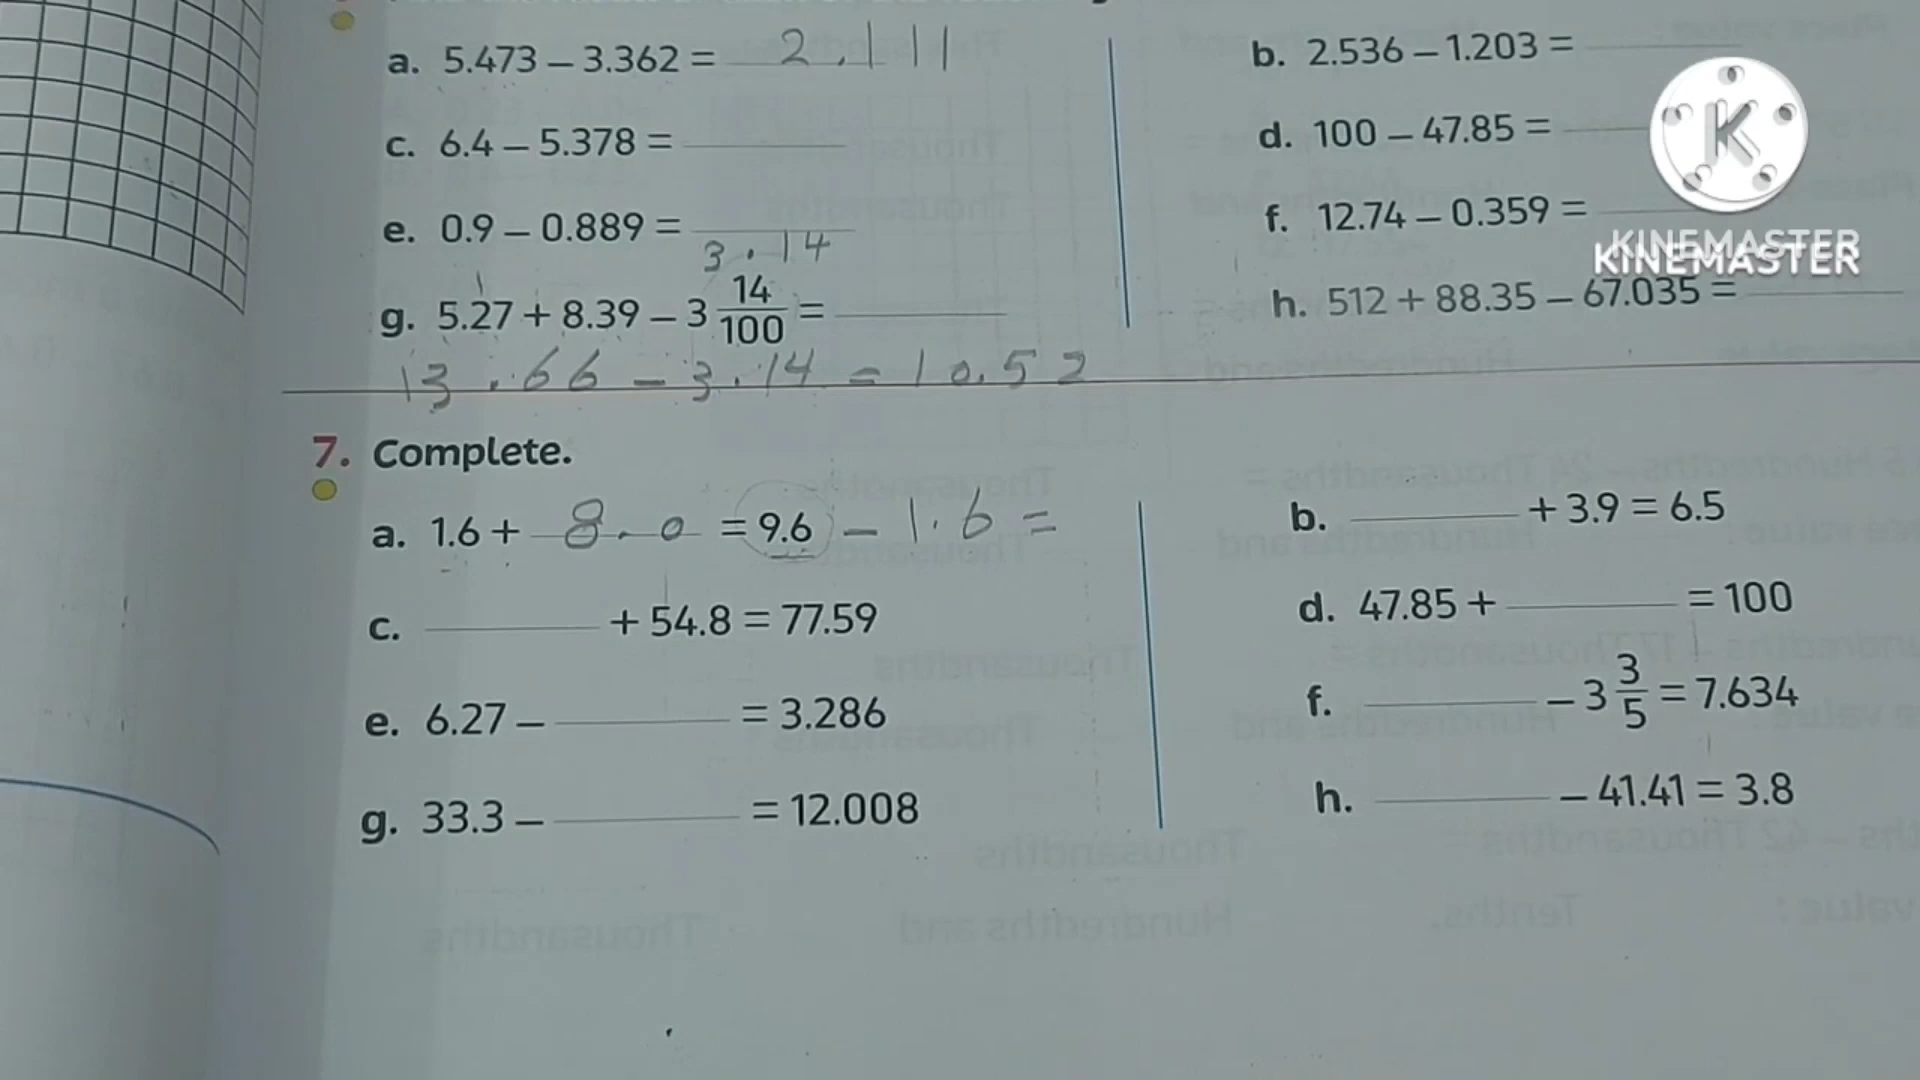 a. 5.473 – 3.362 = 2.111
b. 2.536 – 1.203 =
c. 6.4 – 5.378 =
d. 100 – 47.85 =
e. 0.9 – 0.889 =
f. 12.74 – 0.359 =
KINEMASTER
KINEMASTER
3.14
g. 5.27 + 8.39 – 3 14/100 =
h. 512 + 88.35 – 67.035 =
13.66 – 3.14 = 10.52
7. Complete.
a. 1.6 + 8.0 = 9.6 – 1.6 =
b. + 3.9 = 6.5
c. + 54.8 = 77.59
d. 47.85 + = 100
e. 6.27 – = 3.286
f. – 3 3/5 = 7.634
g. 33.3 – = 12.008
h. – 41.41 = 3.8